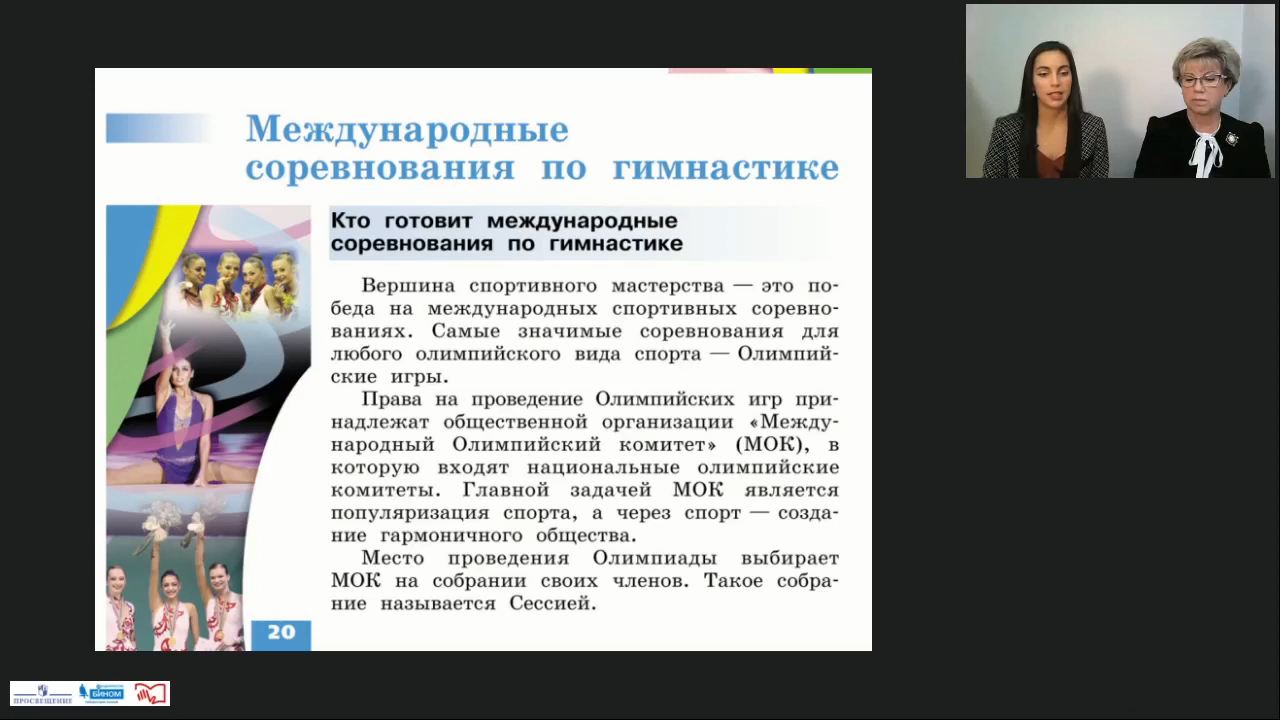 Международные
соревнования по гимнастике
Кто готовит международные
соревнования по гимнастике
Вершина спортивного мастерства — это по-
беда на международных спортивных соревно-
ваниях. Самые значимые соревнования для
любого олимпийского вида спорта — Олимпий-
ские игры.
Права на проведение Олимпийских игр при-
надлежат общественной организации «Между-
народный Олимпийский комитет» (МОК), в
которую входят национальные олимпийские
комитеты. Главной задачей МОК является
популяризация спорта, а через спорт — созда-
ние гармоничного общества.
Место проведения Олимпиады выбирает
МОК на собрании своих членов. Такое собра-
ние называется Сессией.
20
ПРОСВЕЩЕНИЕ
БИНОМ